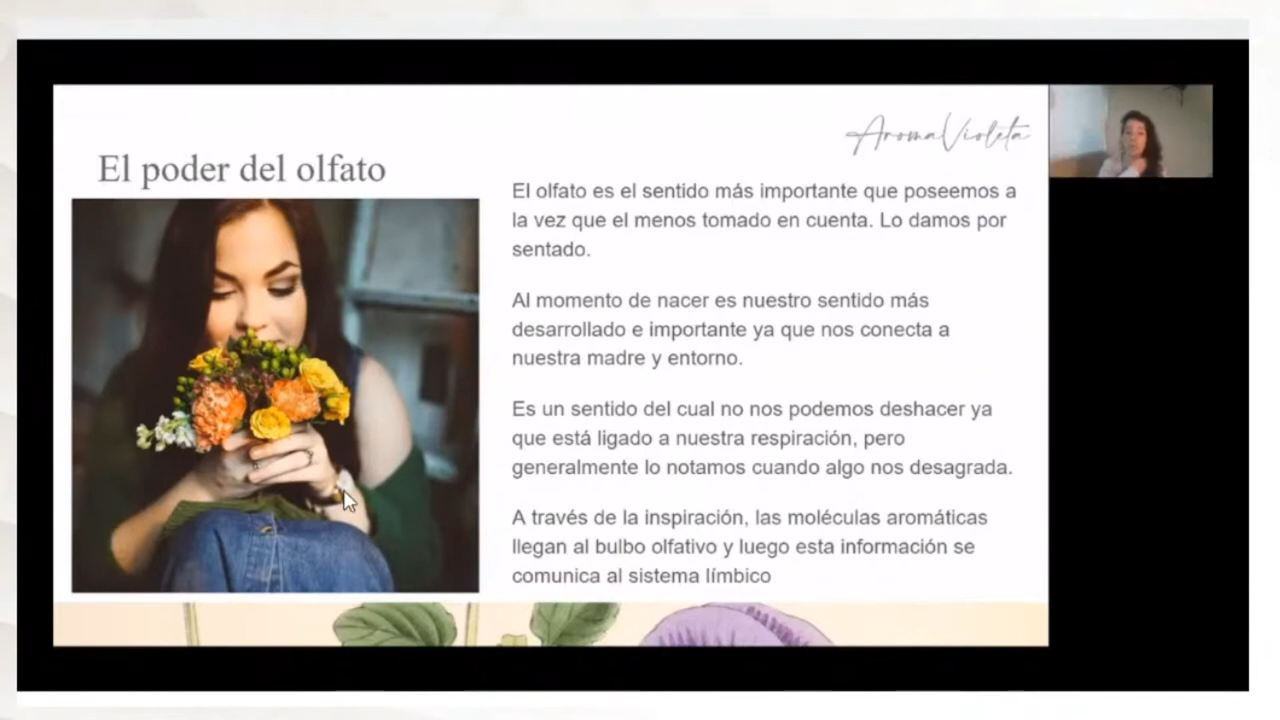 AromaVioleta
El poder del olfato
El olfato es el sentido más importante que poseemos a
la vez que el menos tomado en cuenta. Lo damos por
sentado.
Al momento de nacer es nuestro sentido más
desarrollado e importante ya que nos conecta a
nuestra madre y entorno.
Es un sentido del cual no nos podemos deshacer ya
que está ligado a nuestra respiración, pero
generalmente lo notamos cuando algo nos desagrada.
A través de la inspiración, las moléculas aromáticas
llegan al bulbo olfativo y luego esta información se
comunica al sistema límbico